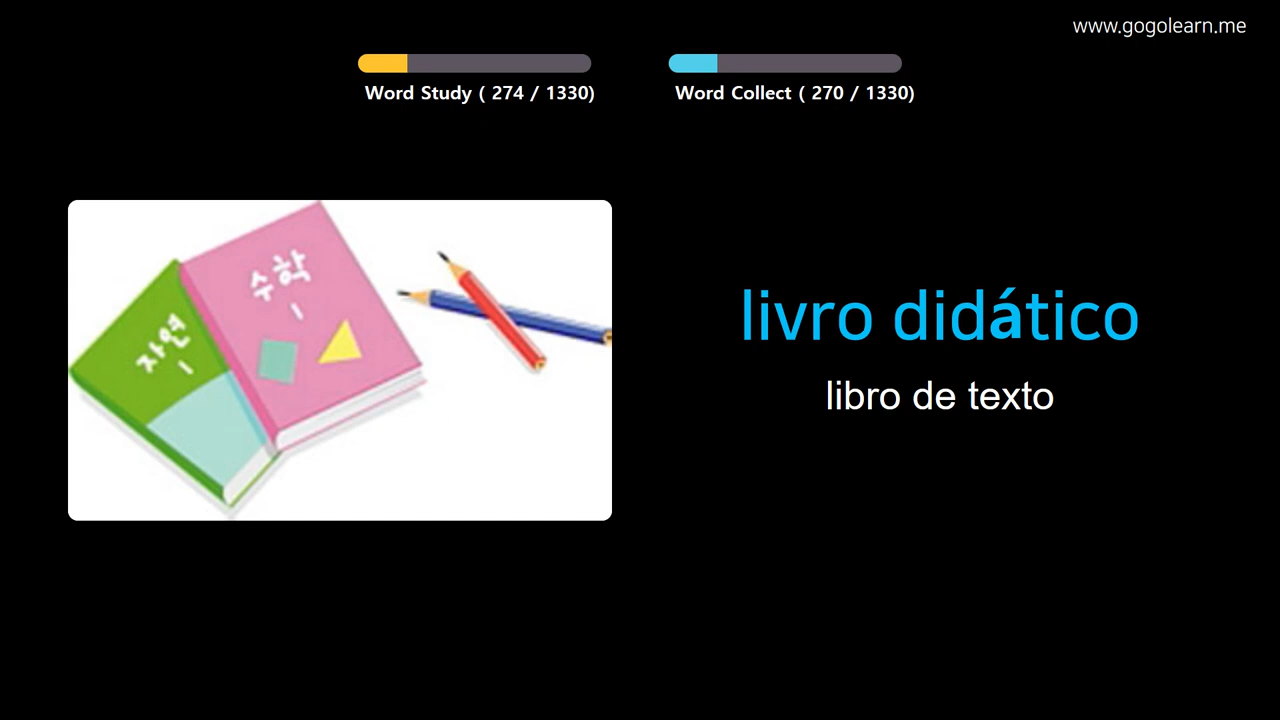 www.gogolearn.me
Word Study ( 274 / 1330)
Word Collect ( 270 / 1330)
수학
1
자연
1
livro didático
libro de texto